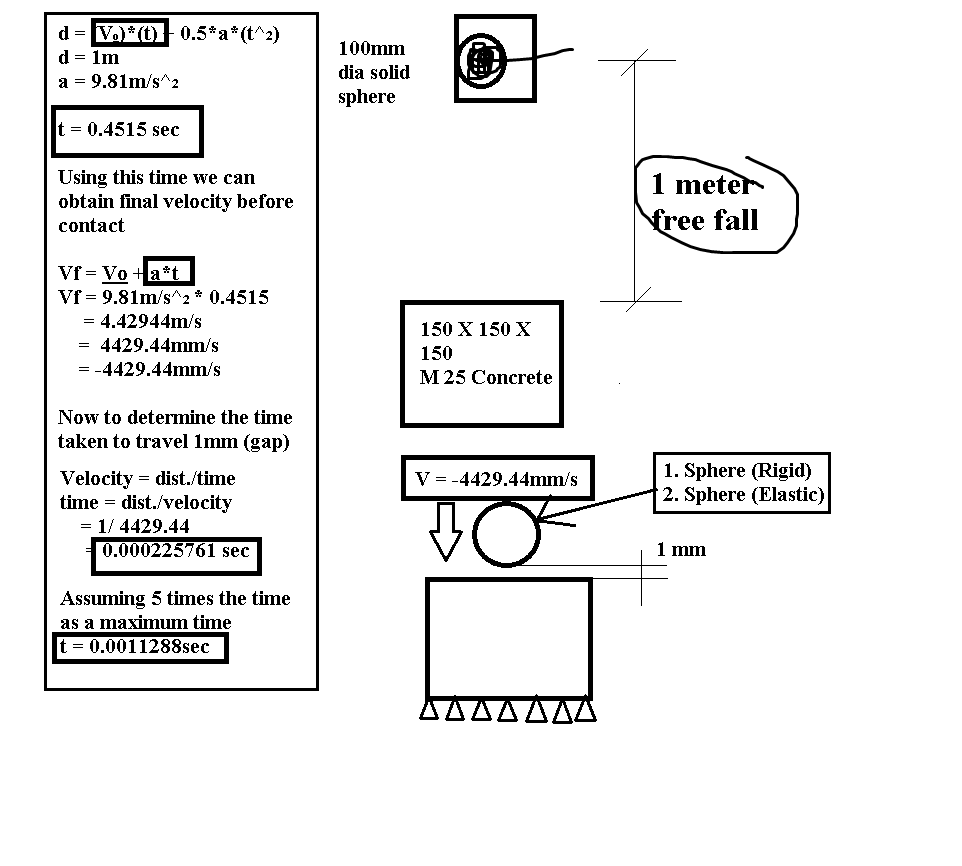 d = (Vₒ)*(t) - 0.5*a*(t^2)
d = 1m
a = 9.81m/s^2
t = 0.4515 sec
Using this time we can
obtain final velocity before
contact
Vf = Vo + a*t
Vf = 9.81m/s^2 * 0.4515
= 4.42944m/s
= 4429.44mm/s
= -4429.44mm/s
Now to determine the time
taken to travel 1mm (gap)
Velocity = dist./time
time = dist./velocity
= 1/ 4429.44
= 0.000225761 sec
Assuming 5 times the time
as a maximum time
t = 0.0011288sec
100mm
dia solid
sphere
1 meter
free fall
150 X 150 X
150
M 25 Concrete
V = -4429.44mm/s
1. Sphere (Rigid)
2. Sphere (Elastic)
1 mm